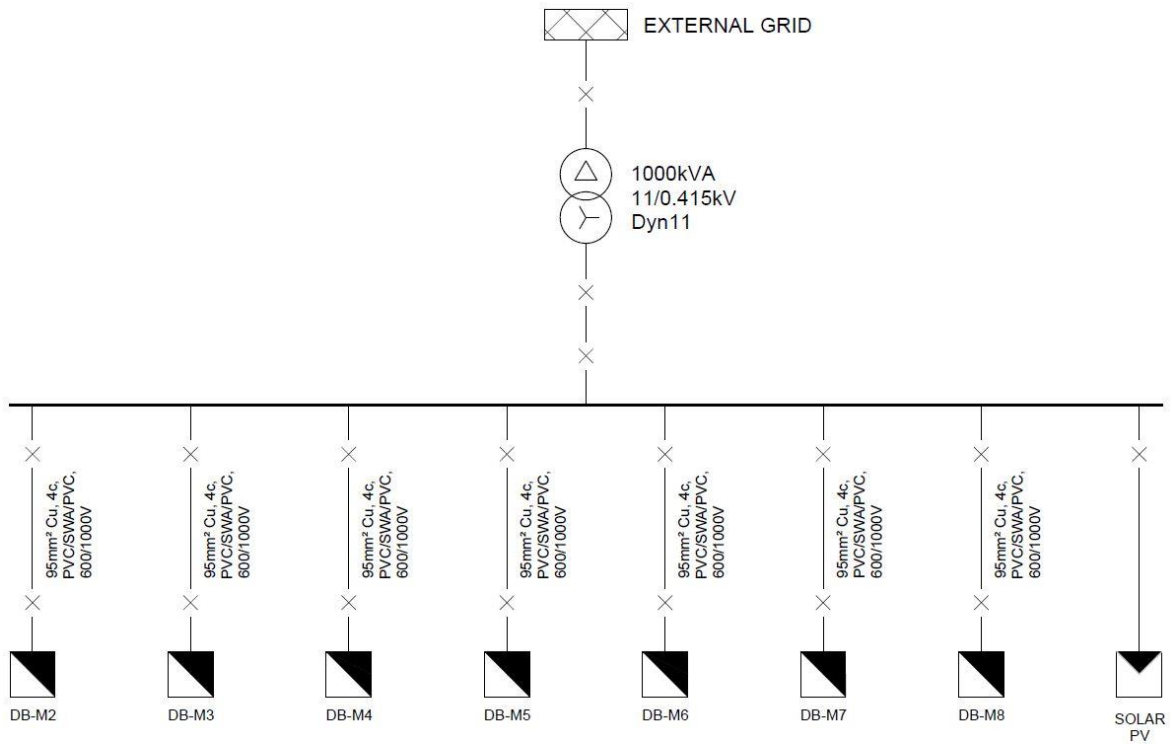 EXTERNAL GRID
1000kVA
11/0.415kV
Dyn11
95mm² Cu, 4c,
PVC/SWA/PVC,
600/1000V
95mm² Cu, 4c,
PVC/SWA/PVC,
600/1000V
95mm² Cu, 4c,
PVC/SWA/PVC,
600/1000V
95mm² Cu, 4c,
PVC/SWA/PVC,
600/1000V
95mm² Cu, 4c,
PVC/SWA/PVC,
600/1000V
95mm² Cu, 4c,
PVC/SWA/PVC,
600/1000V
95mm² Cu, 4c,
PVC/SWA/PVC,
600/1000V
DB-M2
DB-M3
DB-M4
DB-M5
DB-M6
DB-M7
DB-M8
SOLAR
PV